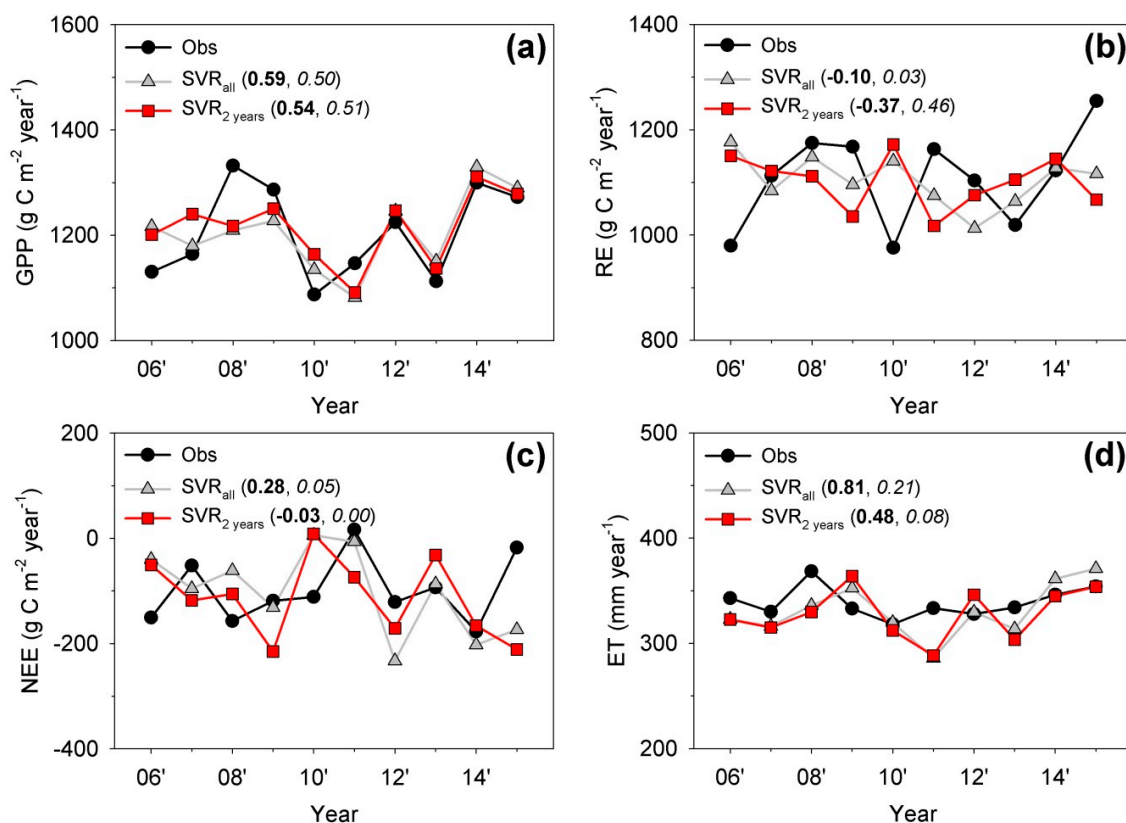 (a)
1600
Obs
SVRall (0.59, 0.50)
SVR2 years (0.54, 0.51)
1400
1200
1000
GPP (g C m-2 year-1)
06' 08' 10' 12' 14'
Year
(b)
1400
Obs
SVRall (-0.10, 0.03)
SVR2 years (-0.37, 0.46)
1200
1000
800
RE (g C m-2 year-1)
06' 08' 10' 12' 14'
Year
(c)
200
Obs
SVRall (0.28, 0.05)
SVR2 years (-0.03, 0.00)
0
-200
-400
NEE (g C m-2 year-1)
06' 08' 10' 12' 14'
Year
(d)
500
Obs
SVRall (0.81, 0.21)
SVR2 years (0.48, 0.08)
400
300
200
ET (mm year-1)
06' 08' 10' 12' 14'
Year